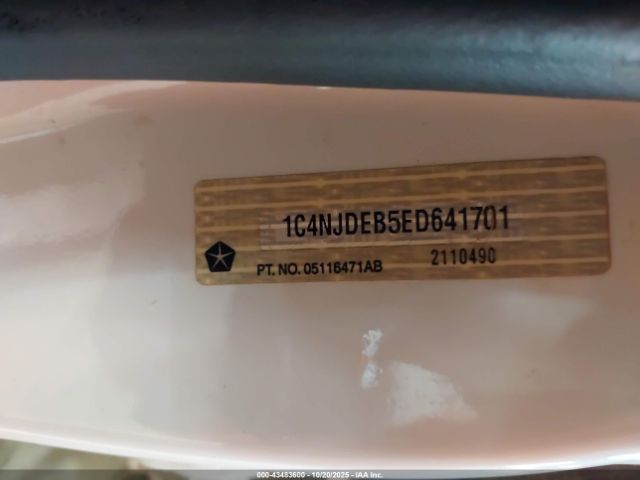 1C4NJDEB5ED641701
PT. NO. 05116471AB 2110490
000-43483600 - 10/20/2025 - IAA Inc.